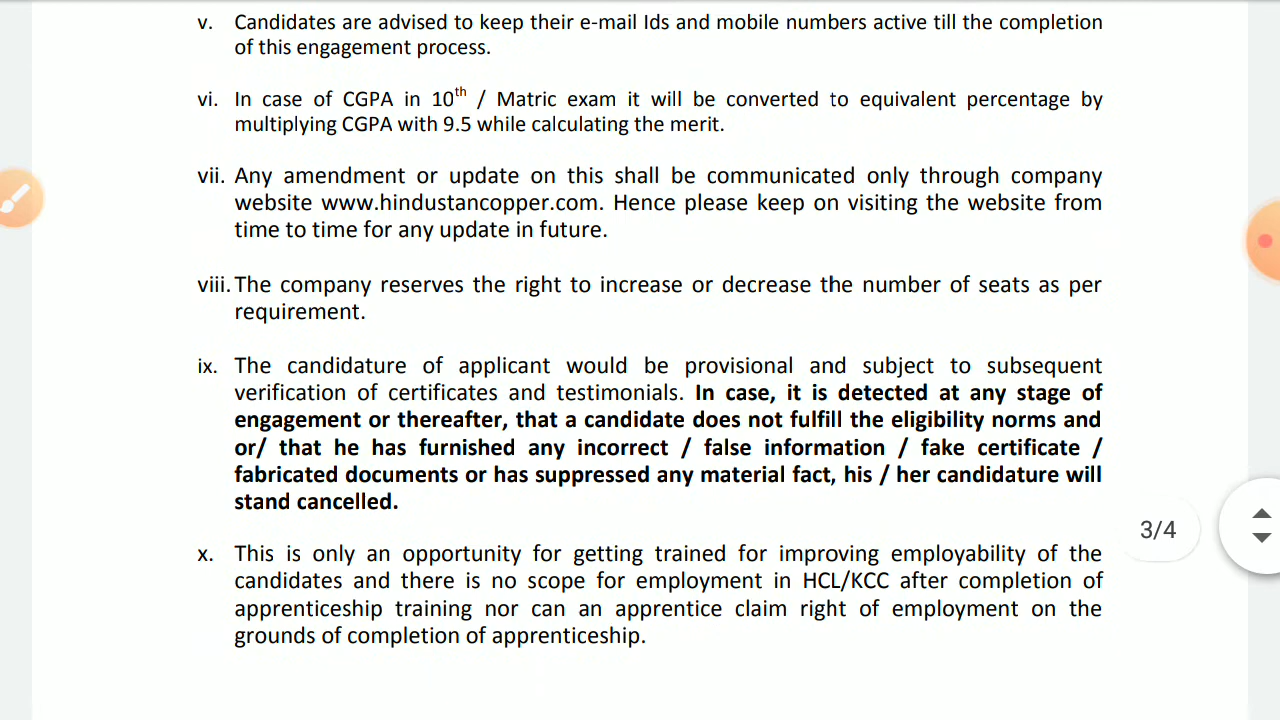 v. Candidates are advised to keep their e-mail Ids and mobile numbers active till the completion
of this engagement process.
vi. In case of CGPA in 10th / Matric exam it will be converted to equivalent percentage by
multiplying CGPA with 9.5 while calculating the merit.
vii. Any amendment or update on this shall be communicated only through company
website www.hindustancopper.com. Hence please keep on visiting the website from
time to time for any update in future.
viii. The company reserves the right to increase or decrease the number of seats as per
requirement.
ix. The candidature of applicant would be provisional and subject to subsequent
verification of certificates and testimonials. In case, it is detected at any stage of
engagement or thereafter, that a candidate does not fulfill the eligibility norms and
or/ that he has furnished any incorrect / false information / fake certificate /
fabricated documents or has suppressed any material fact, his / her candidature will
stand cancelled.
3/4
x. This is only an opportunity for getting trained for improving employability of the
candidates and there is no scope for employment in HCL/KCC after completion of
apprenticeship training nor can an apprentice claim right of employment on the
grounds of completion of apprenticeship.